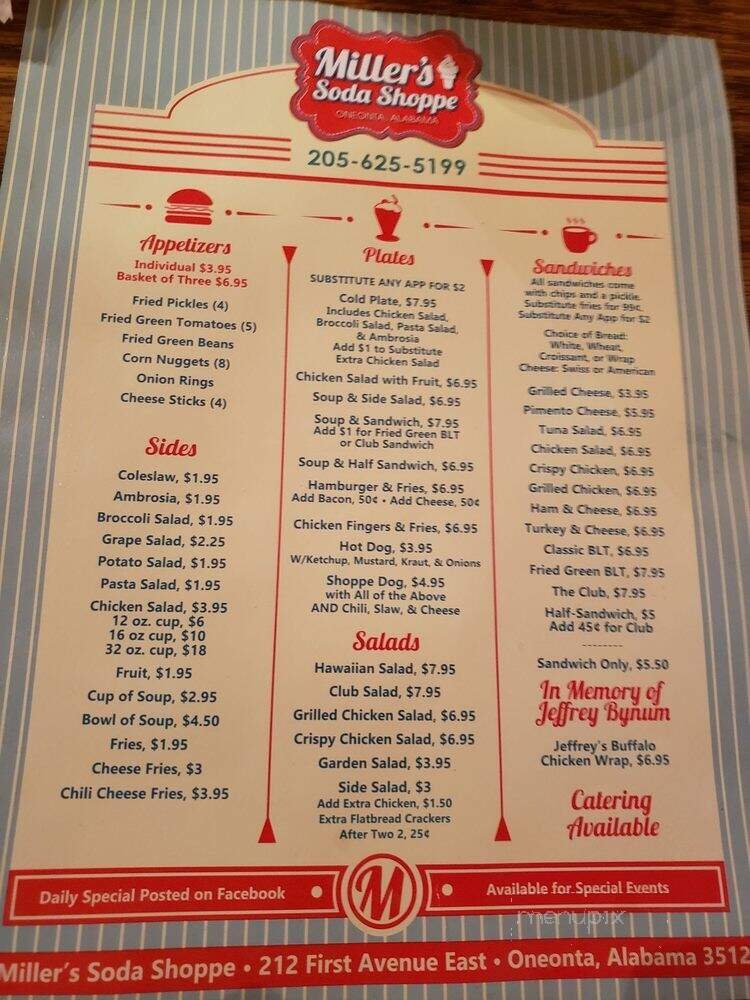 Miller's
Soda Shoppe
ONEONTA, ALABAMA
205-625-5199
Appetizers
Individual $3.95
Basket of Three $6.95
Fried Pickles (4)
Fried Green Tomatoes (5)
Fried Green Beans
Corn Nuggets (8)
Onion Rings
Cheese Sticks (4)
Sides
Coleslaw, $1.95
Ambrosia, $1.95
Broccoli Salad, $1.95
Grape Salad, $2.25
Potato Salad, $1.95
Pasta Salad, $1.95
Chicken Salad, $3.95
12 oz. cup, $6
16 oz cup, $10
32 oz. cup, $18
Fruit, $1.95
Cup of Soup, $2.95
Bowl of Soup, $4.50
Fries, $1.95
Cheese Fries, $3
Chili Cheese Fries, $3.95
Plates
SUBSTITUTE ANY APP FOR $2
Cold Plate, $7.95
Includes Chicken Salad,
Broccoli Salad, Pasta Salad,
& Ambrosia
Add $1 to Substitute
Extra Chicken Salad
Chicken Salad with Fruit, $6.95
Soup & Side Salad, $6.95
Soup & Sandwich, $7.95
Add $1 for Fried Green BLT
or Club Sandwich
Soup & Half Sandwich, $6.95
Hamburger & Fries, $6.95
Add Bacon, 50¢ • Add Cheese, 50¢
Chicken Fingers & Fries, $6.95
Hot Dog, $3.95
W/Ketchup, Mustard, Kraut, & Onions
Shoppe Dog, $4.95
with All of the Above
AND Chili, Slaw, & Cheese
Salads
Hawaiian Salad, $7.95
Club Salad, $7.95
Grilled Chicken Salad, $6.95
Crispy Chicken Salad, $6.95
Garden Salad, $3.95
Side Salad, $3
Add Extra Chicken, $1.50
Extra Flatbread Crackers
After Two 2, 25¢
Sandwiches
All sandwiches come
with chips and a pickle.
Substitute fries for 99¢.
Substitute Any App for $2
Choice of Bread:
White, Wheat,
Croissant, or Wrap
Cheese: Swiss or American
Grilled Cheese, $3.95
Pimento Cheese, $5.95
Tuna Salad, $6.95
Chicken Salad, $6.95
Crispy Chicken, $6.95
Grilled Chicken, $6.95
Ham & Cheese, $6.95
Turkey & Cheese, $6.95
Classic BLT, $6.95
Fried Green BLT, $7.95
The Club, $7.95
Half-Sandwich, $5
Add 45¢ for Club
--------
Sandwich Only, $5.50
In Memory of
Jeffrey Bynum
Jeffrey's Buffalo
Chicken Wrap, $6.95
Catering
Available
Daily Special Posted on Facebook • M • Available for Special Events
menupix
Miller's Soda Shoppe • 212 First Avenue East • Oneonta, Alabama 3512